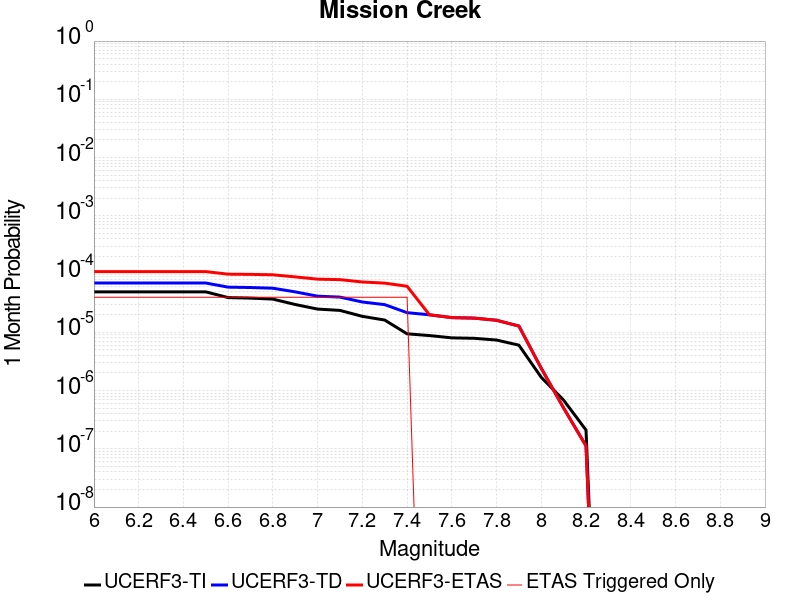 Mission Creek
10^0
10^-1
10^-2
10^-3
10^-4
10^-5
10^-6
10^-7
10^-8
1 Month Probability
6 6.2 6.4 6.6 6.8 7 7.2 7.4 7.6 7.8 8 8.2 8.4 8.6 8.8 9
Magnitude
UCERF3-TI UCERF3-TD UCERF3-ETAS ETAS Triggered Only